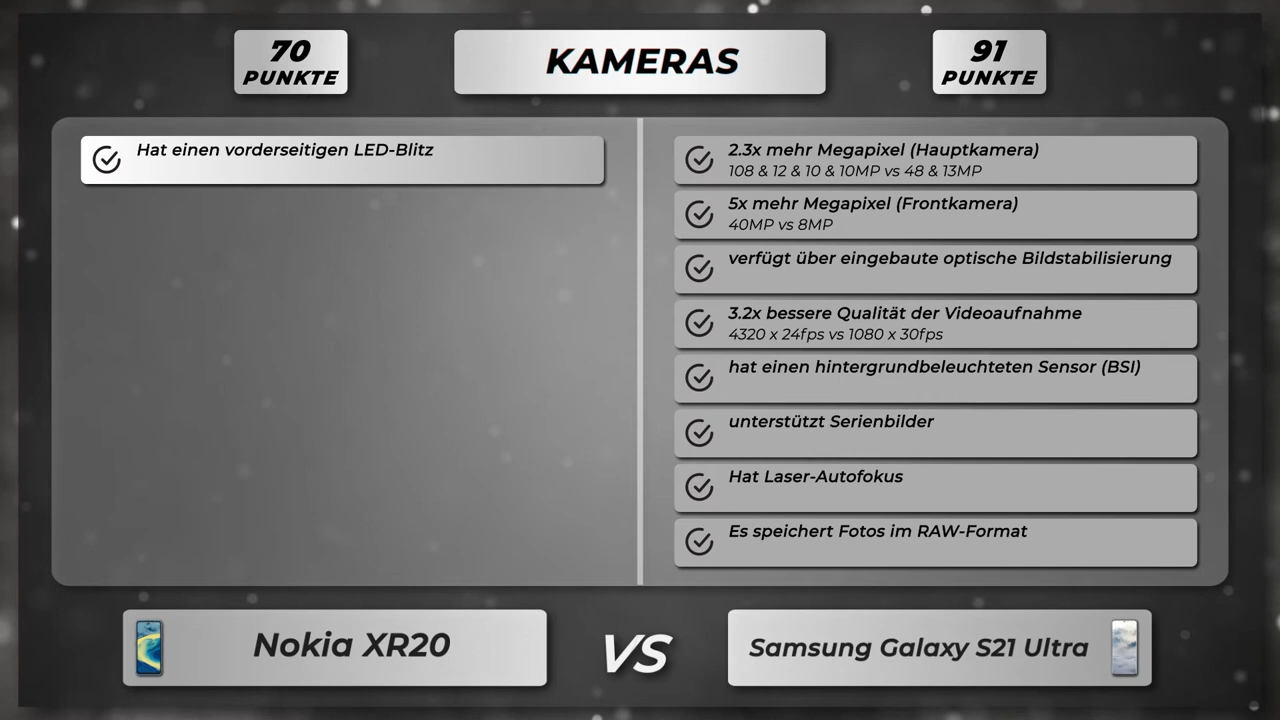 70
PUNKTE
KAMERAS
91
PUNKTE
Hat einen vorderseitigen LED-Blitz
2.3x mehr Megapixel (Hauptkamera)
108 & 12 & 10 & 10MP vs 48 & 13MP
5x mehr Megapixel (Frontkamera)
40MP vs 8MP
verfügt über eingebaute optische Bildstabilisierung
3.2x bessere Qualität der Videoaufnahme
4320 x 24fps vs 1080 x 30fps
hat einen hintergrundbeleuchteten Sensor (BSI)
unterstützt Serienbilder
Hat Laser-Autofokus
Es speichert Fotos im RAW-Format
Nokia XR20
VS
Samsung Galaxy S21 Ultra